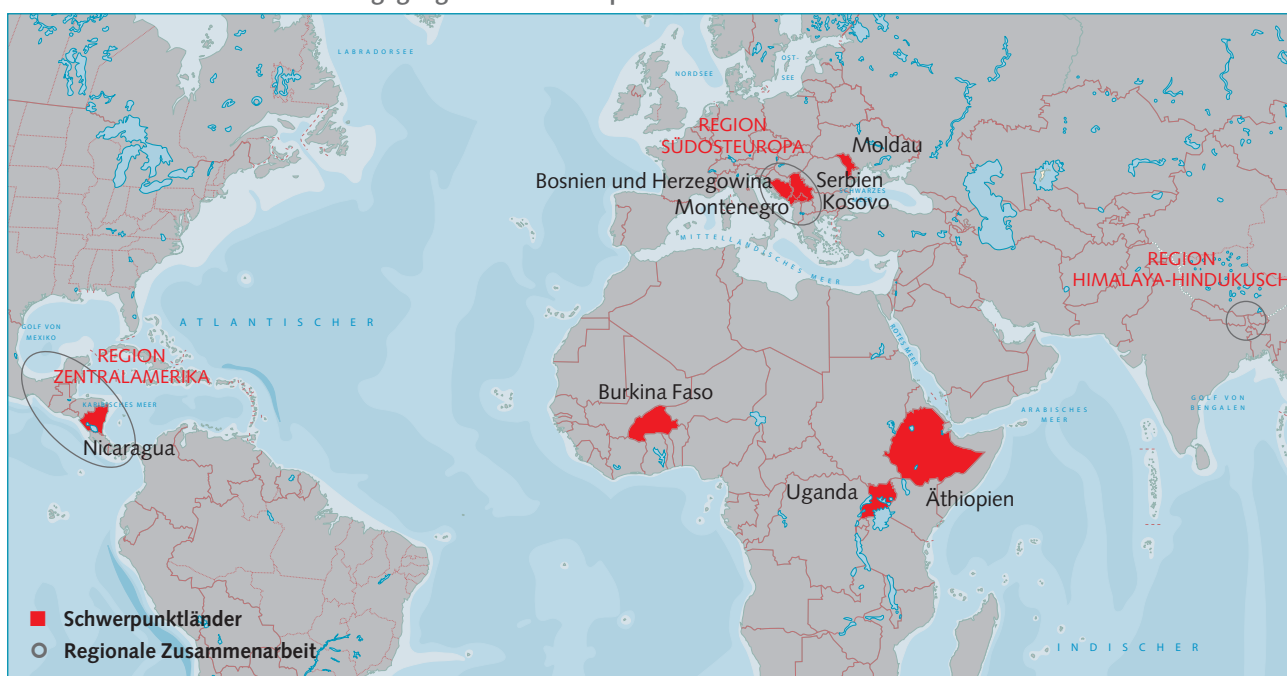 LABRADORSEE
NORDSEE
OST-
SEE
REGION
SÜDOSTEUROPA
Moldau
Bosnien und Herzegowina
Serbien
SCHWARZES
Montenegro
Kosovo
MITTELLÄNDISCHES MEER
REGION
HIMALAYA-HINDUKUSCH
ATLANTISCHER
GOLF VON
MEXIKO
REGION
ZENTRALAMERIKA
KARIBISCHES MEER
Nicaragua
ROTES MEER
Burkina Faso
ARABISCHES
MEER
GOLF VON
BENGALEN
Uganda
Äthiopien
Schwerpunktländer
Regionale Zusammenarbeit
INDISCHER